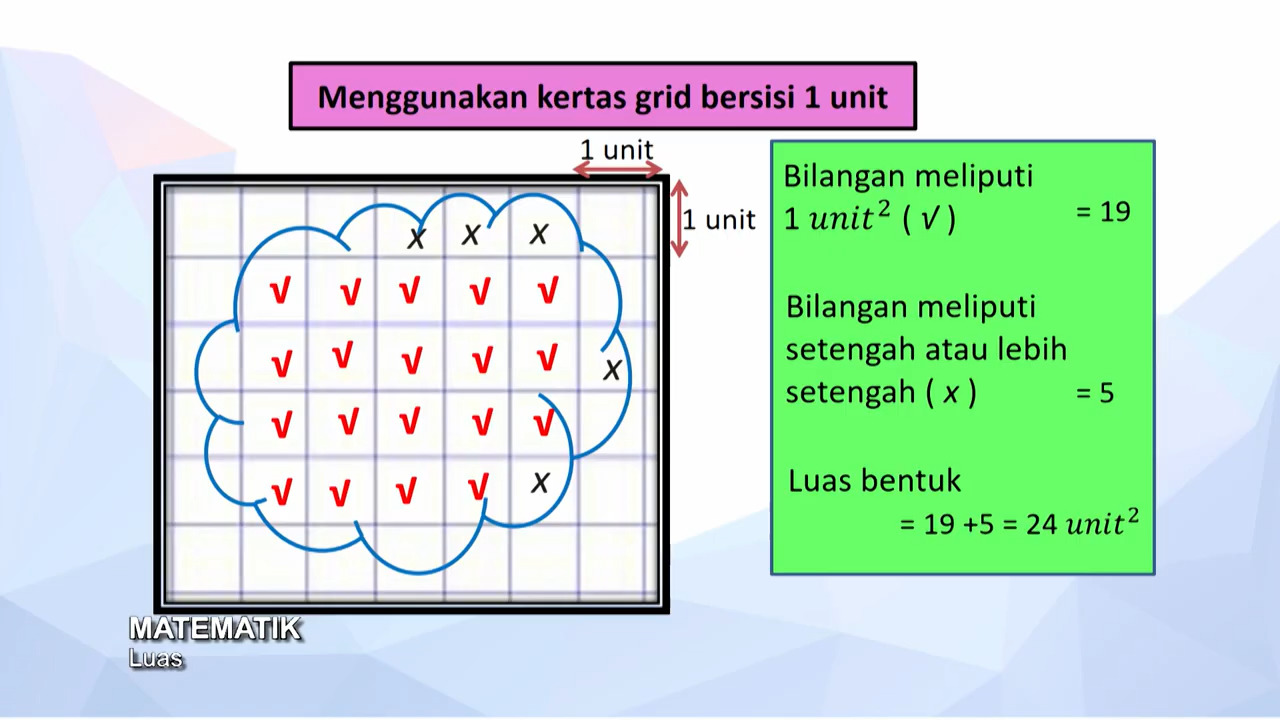 Menggunakan kertas grid bersisi 1 unit
1 unit
1 unit
x x x
√ √ √ √ √
√ √ √ √ √ x
√ √ √ √ √
√ √ √ √ x
Bilangan meliputi
1 unit² ( √ ) = 19
Bilangan meliputi
setengah atau lebih
setengah ( x ) = 5
Luas bentuk
= 19 +5 = 24 unit²
MATEMATIK
Luas